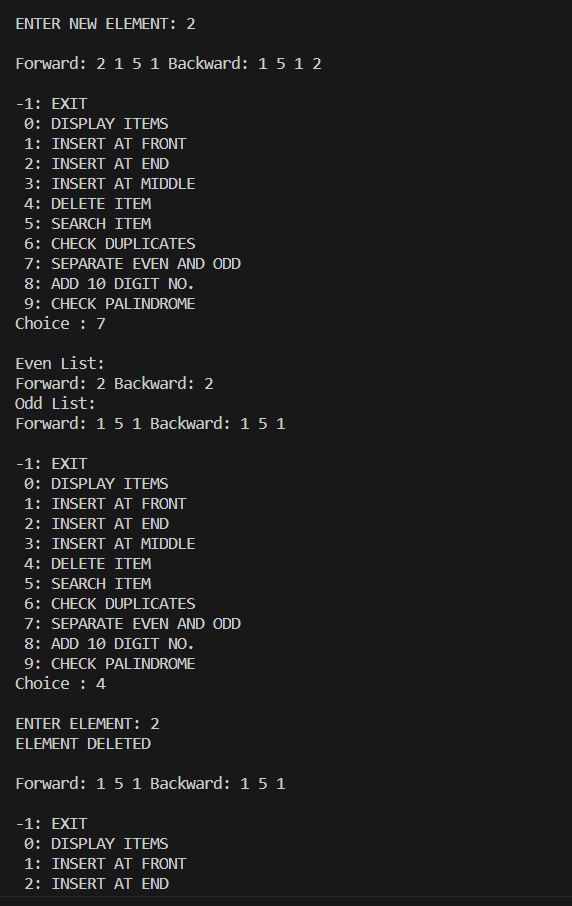 ENTER NEW ELEMENT: 2
Forward: 2 1 5 1 Backward: 1 5 1 2
-1: EXIT
0: DISPLAY ITEMS
1: INSERT AT FRONT
2: INSERT AT END
3: INSERT AT MIDDLE
4: DELETE ITEM
5: SEARCH ITEM
6: CHECK DUPLICATES
7: SEPARATE EVEN AND ODD
8: ADD 10 DIGIT NO.
9: CHECK PALINDROME
Choice : 7
Even List:
Forward: 2 Backward: 2
Odd List:
Forward: 1 5 1 Backward: 1 5 1
-1: EXIT
0: DISPLAY ITEMS
1: INSERT AT FRONT
2: INSERT AT END
3: INSERT AT MIDDLE
4: DELETE ITEM
5: SEARCH ITEM
6: CHECK DUPLICATES
7: SEPARATE EVEN AND ODD
8: ADD 10 DIGIT NO.
9: CHECK PALINDROME
Choice : 4
ENTER ELEMENT: 2
ELEMENT DELETED
Forward: 1 5 1 Backward: 1 5 1
-1: EXIT
0: DISPLAY ITEMS
1: INSERT AT FRONT
2: INSERT AT END